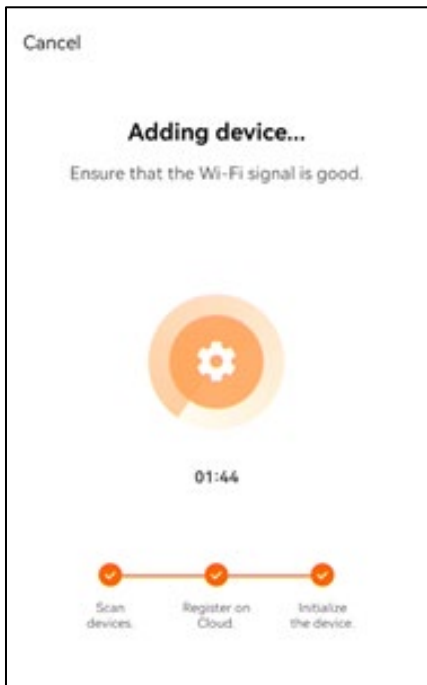 Cancel
Adding device...
Ensure that the Wi-Fi signal is good.
01:44
Scan
devices.
Register on
Cloud.
Initialize
the device.